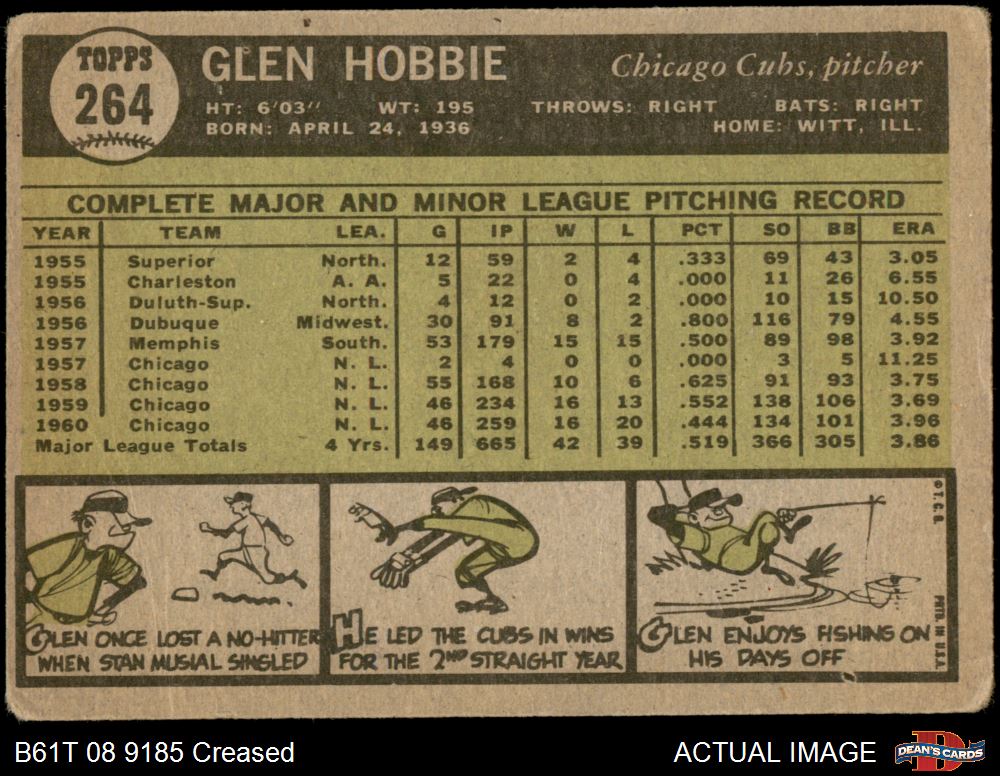 TOPPS
264
GLEN HOBBIE
Chicago Cubs, pitcher
HT: 6'03" WT: 195 THROWS: RIGHT BATS: RIGHT
BORN: APRIL 24, 1936 HOME: WITT, ILL.
COMPLETE MAJOR AND MINOR LEAGUE PITCHING RECORD
YEAR TEAM LEA. G IP W L PCT SO BB ERA
1955 Superior North. 12 59 2 4 .333 69 43 3.05
1955 Charleston A. A. 5 22 0 4 .000 11 26 6.55
1956 Duluth-Sup. North. 4 12 0 2 .000 10 15 10.50
1956 Dubuque Midwest. 30 91 8 2 .800 116 79 4.55
1957 Memphis South. 53 179 15 15 .500 89 98 3.92
1957 Chicago N. L. 2 4 0 0 .000 3 5 11.25
1958 Chicago N. L. 55 168 10 6 .625 91 93 3.75
1959 Chicago N. L. 46 234 16 13 .552 138 106 3.69
1960 Chicago N. L. 46 259 16 20 .444 134 101 3.96
Major League Totals 4 Yrs. 149 665 42 39 .519 366 305 3.86
GLEN ONCE LOST A NO-HITTER
WHEN STAN MUSIAL SINGLED
HE LED THE CUBS IN WINS
FOR THE 2ND STRAIGHT YEAR
GLEN ENJOYS FISHING ON
HIS DAYS OFF
© T. C. G. PRTD. IN U.S.A.
B61T 08 9185 Creased
ACTUAL IMAGE
DEAN'S CARDS